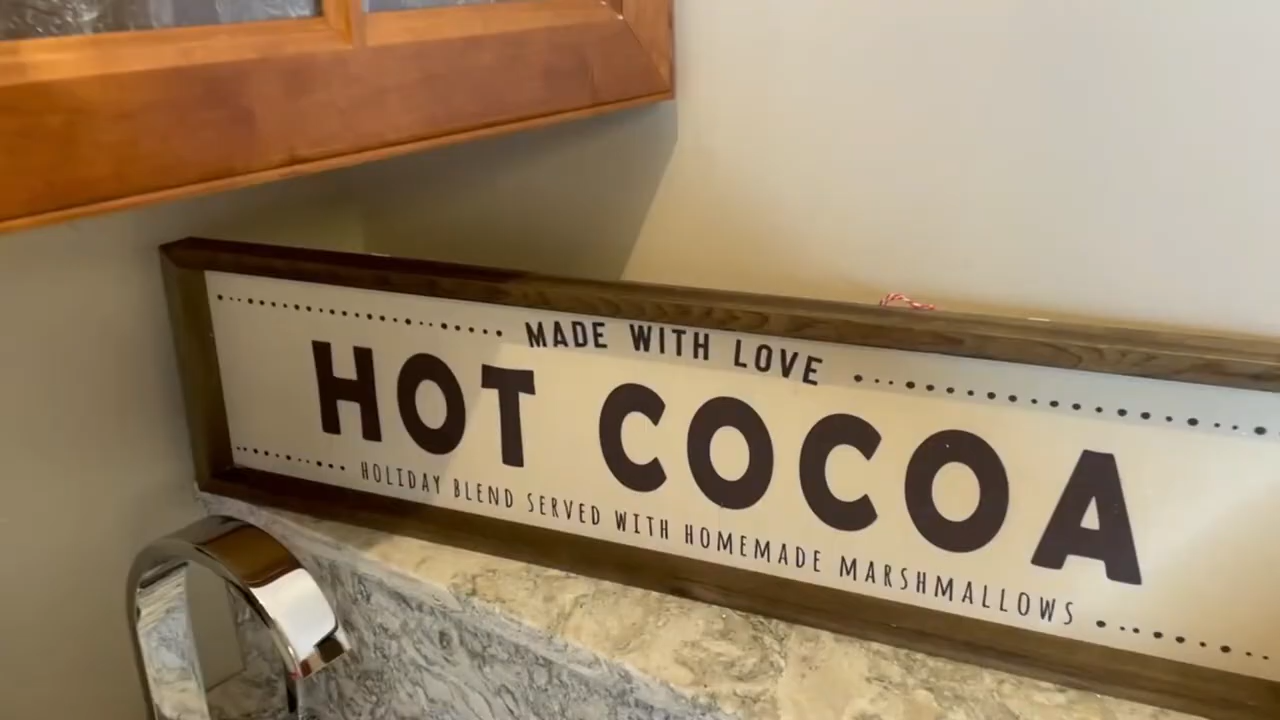 MADE WITH LOVE
HOT COCOA
HOLIDAY BLEND SERVED WITH HOMEMADE MARSHMALLOWS